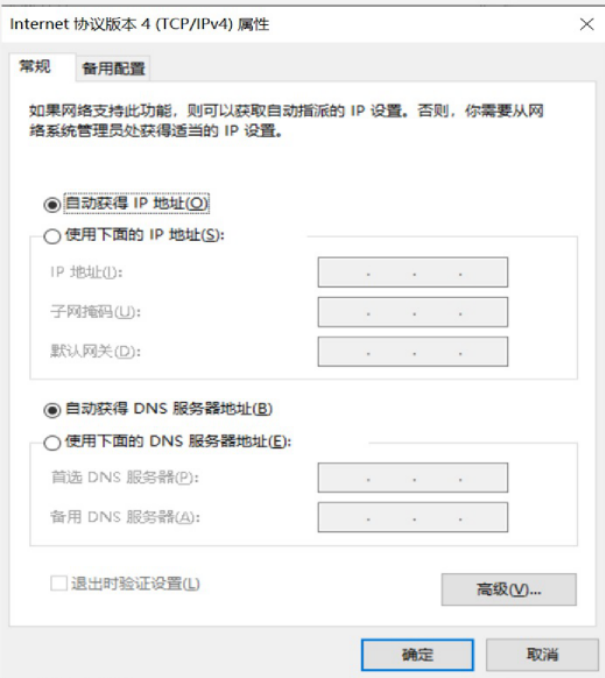 Internet 协议版本 4 (TCP/IPv4) 属性
常规 备用配置
如果网络支持此功能，则可以获取自动指派的 IP 设置。否则，你需要从网
络系统管理员处获得适当的 IP 设置。
自动获得 IP 地址(O)
使用下面的 IP 地址(S):
IP 地址(I):
子网掩码(U):
默认网关(D):
自动获得 DNS 服务器地址(B)
使用下面的 DNS 服务器地址(E):
首选 DNS 服务器(P):
备用 DNS 服务器(A):
退出时验证设置(L)
高级(V)...
确定 取消